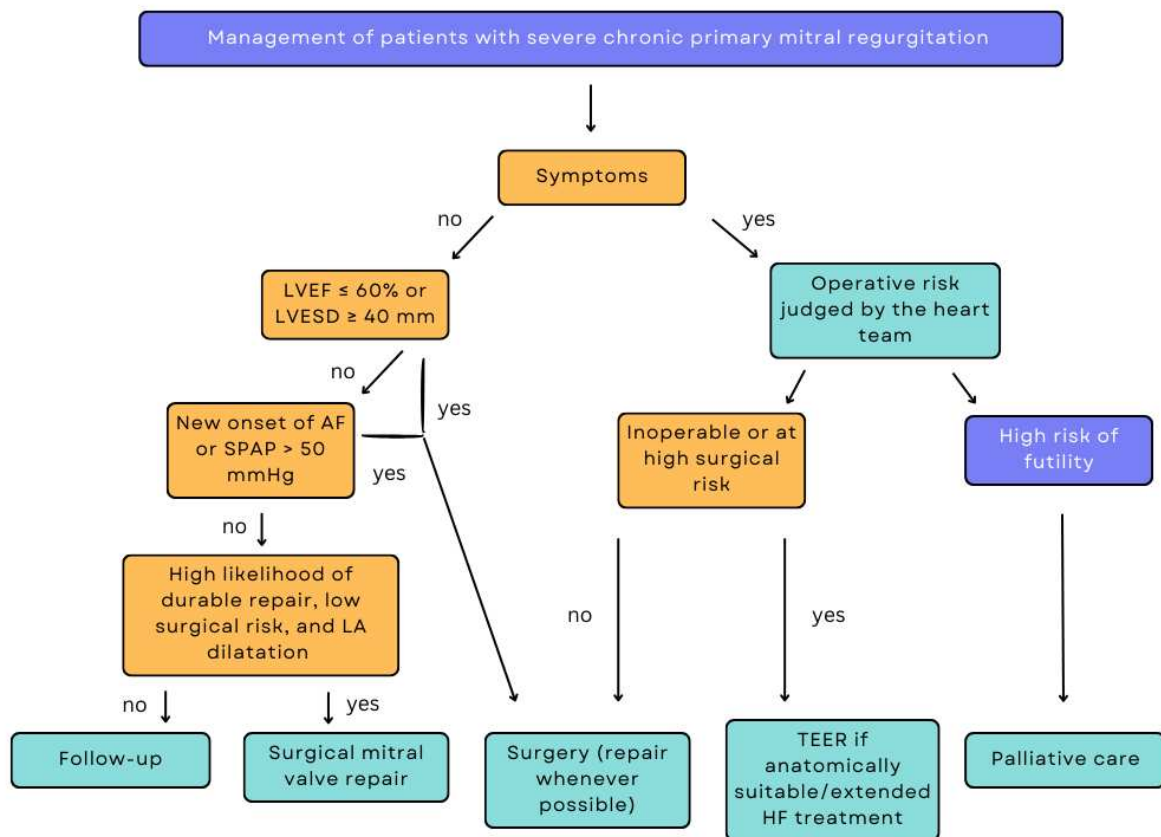 Management of patients with severe chronic primary mitral regurgitation
Symptoms
no
yes
LVEF ≤ 60% or
LVESD ≥ 40 mm
Operative risk
judged by the heart
team
no
yes
New onset of AF
or SPAP > 50
mmHg
yes
Inoperable or at
high surgical
risk
High risk of
futility
no
High likelihood of
durable repair, low
surgical risk, and LA
dilatation
no
yes
no
yes
Follow-up
Surgical mitral
valve repair
Surgery (repair
whenever
possible)
TEER if
anatomically
suitable/extended
HF treatment
Palliative care